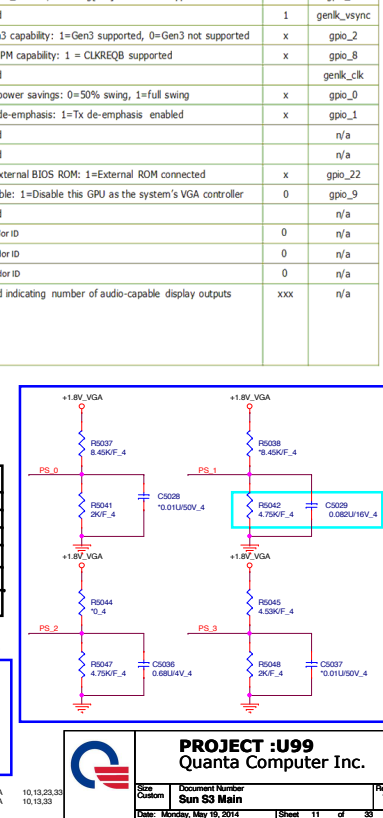 d 1 genlk_vsync
n3 capability: 1=Gen3 supported, 0=Gen3 not supported x gpio_2
PM capability: 1 = CLKREQB supported x gpio_8
d genlk_clk
power savings: 0=50% swing, 1=full swing x gpio_0
de-emphasis: 1=Tx de-emphasis enabled x gpio_1
d n/a
d n/a
xternal BIOS ROM: 1=External ROM connected x gpio_22
ble: 1=Disable this GPU as the system's VGA controller 0 gpio_9
d n/a
dor ID 0 n/a
dor ID 0 n/a
dor ID 0 n/a
d indicating number of audio-capable display outputs xxx n/a
+1.8V_VGA +1.8V_VGA
R5037 R5038
8.45K/F_4 *8.45K/F_4
PS_0 PS_1
R5041 C5028 R5042 C5029
2K/F_4 *0.01U/50V_4 4.75K/F_4 0.082U/16V_4
+1.8V_VGA +1.8V_VGA
R5044 R5045
*0_4 4.53K/F_4
PS_2 PS_3
R5047 C5036 R5048 C5037
4.75K/F_4 0.68U/4V_4 2K/F_4 *0.01U/50V_4
PROJECT :U99
Quanta Computer Inc.
Size Document Number Re
Custom Sun S3 Main
Date: Monday, May 19, 2014 Sheet 11 of 33
A 10,13,23,33
A 10,13,33